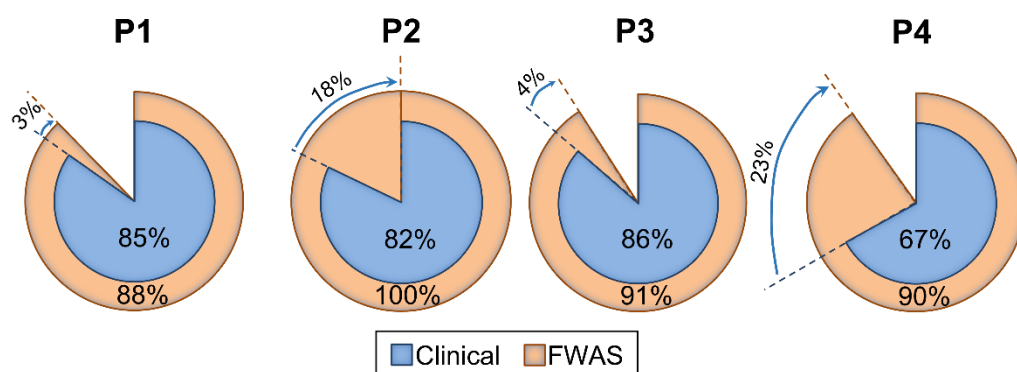 P1
P2
P3
P4
3%
18%
4%
23%
85%
82%
86%
67%
88%
100%
91%
90%
Clinical
FWAS